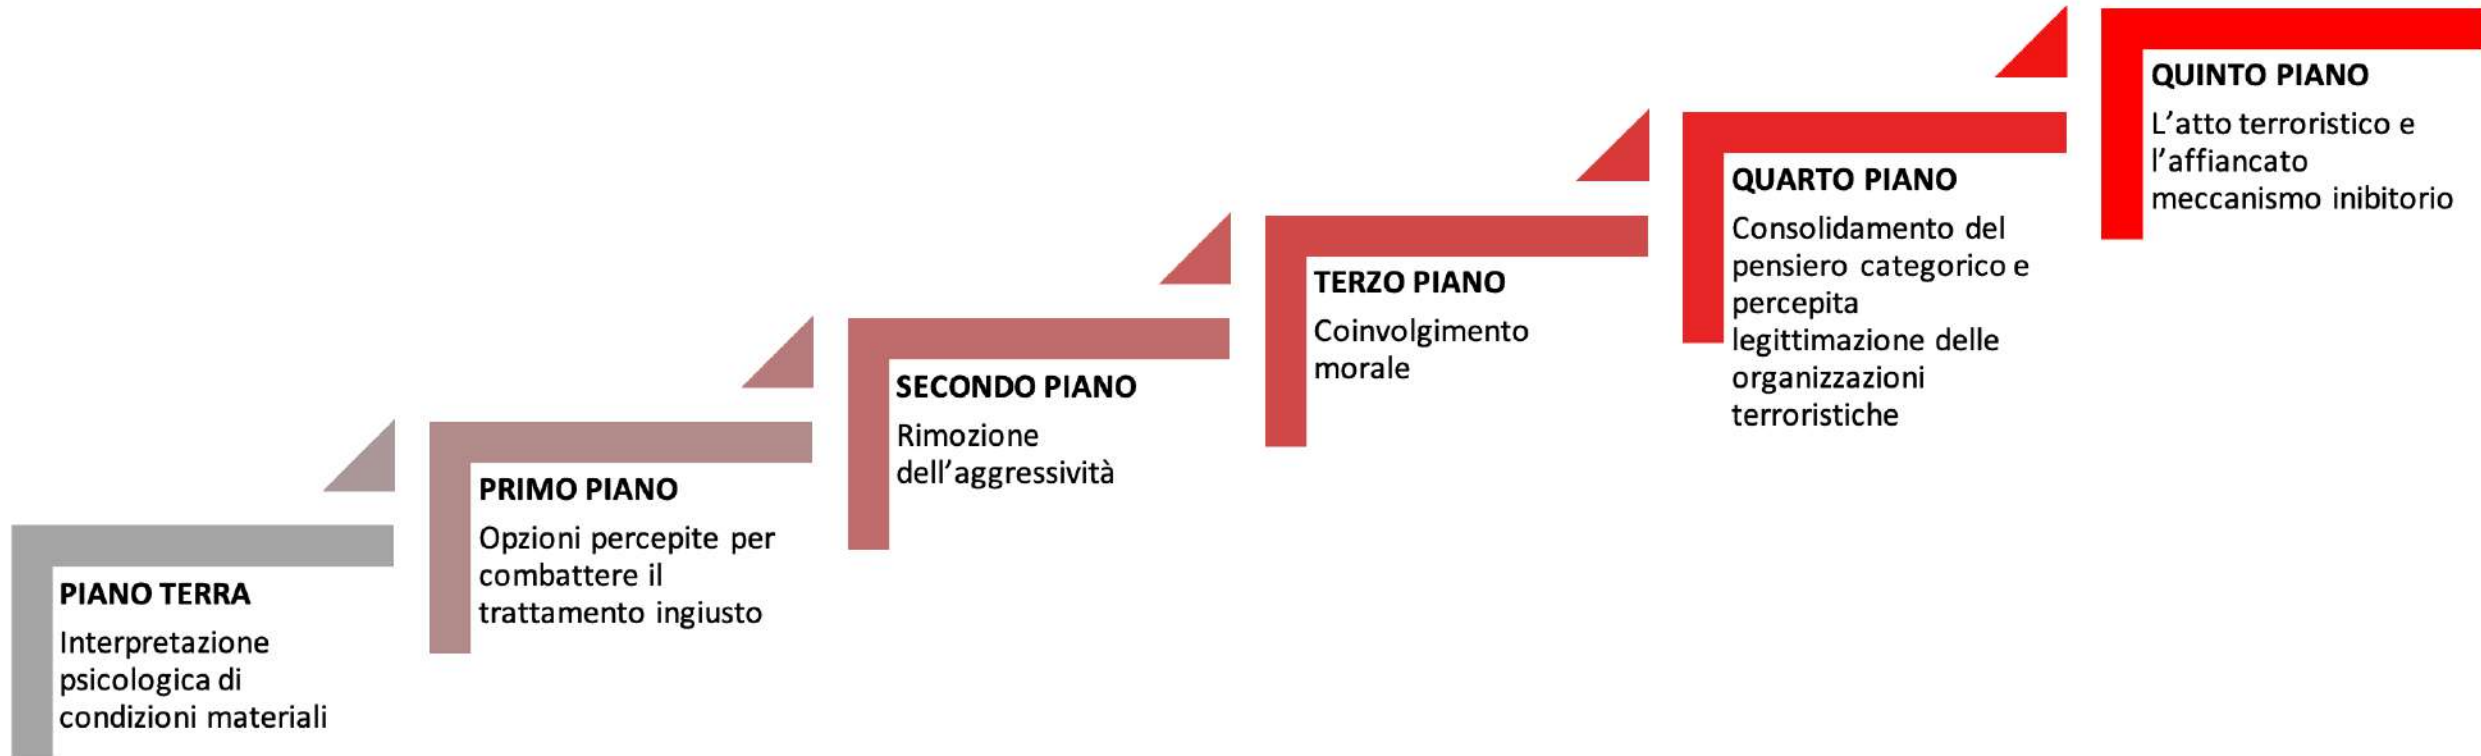 PIANO TERRA
Interpretazione
psicologica di
condizioni materiali
PRIMO PIANO
Opzioni percepite per
combattere il
trattamento ingiusto
SECONDO PIANO
Rimozione
dell’aggressività
TERZO PIANO
Coinvolgimento
morale
QUARTO PIANO
Consolidamento del
pensiero categorico e
percepita
legittimazione delle
organizzazioni
terroristiche
QUINTO PIANO
L’atto terroristico e
l’affiancato
meccanismo inibitorio